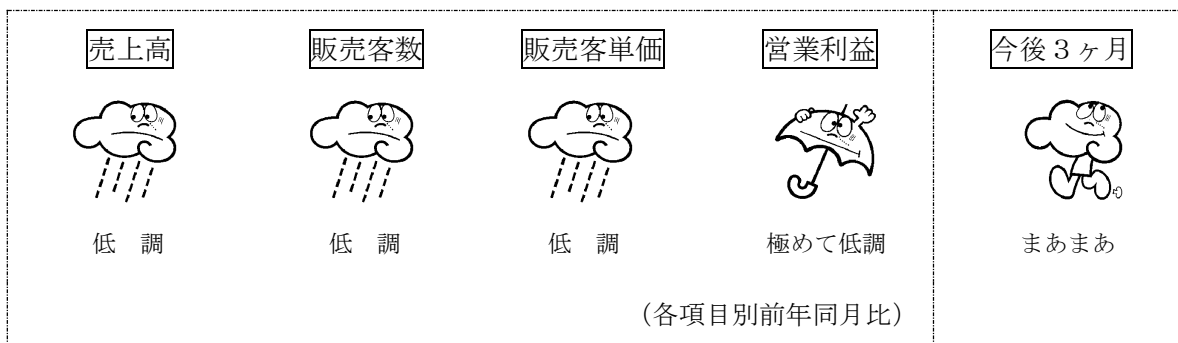 売上高 販売客数 販売客単価 営業利益 今後３ヶ月
低　調 低　調 低　調 極めて低調 まあまあ
（各項目別前年同月比）